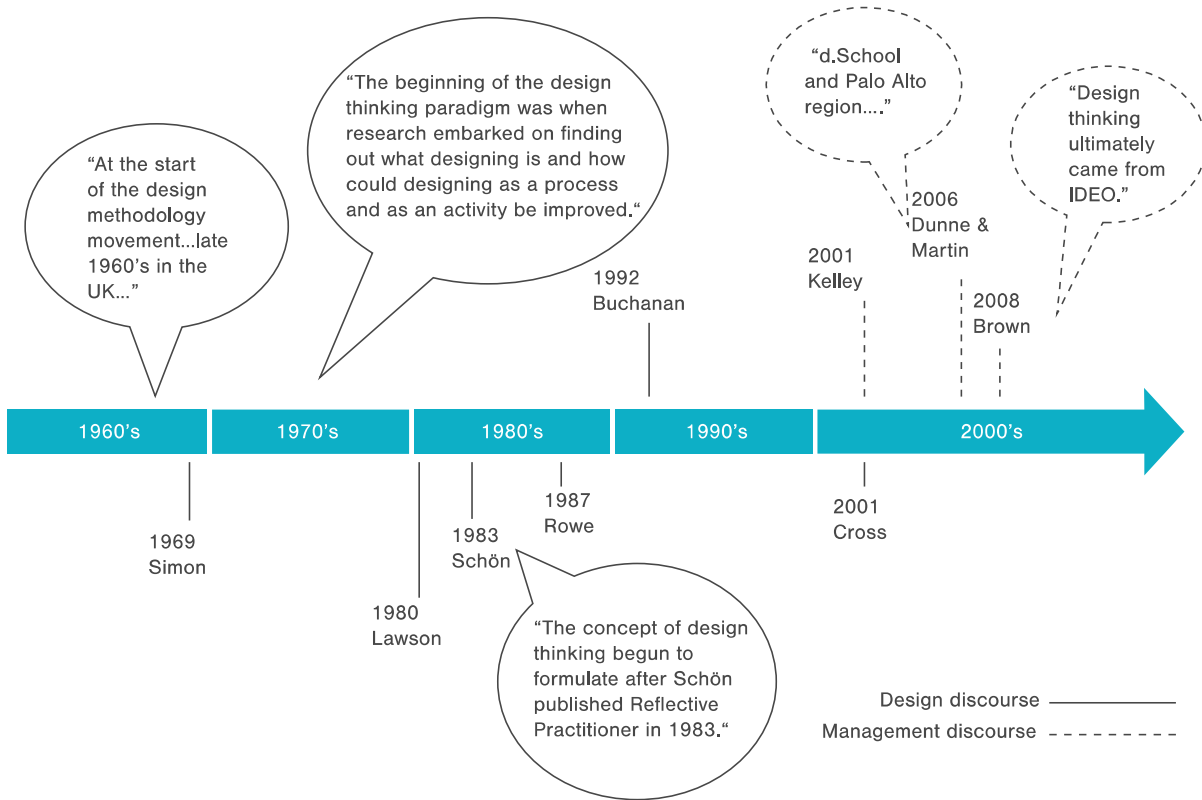 “At the start
of the design
methodology
movement...late
1960’s in the
UK...”
“The beginning of the design
thinking paradigm was when
research embarked on finding
out what designing is and how
could designing as a process
and as an activity be improved.“
“d.School
and Palo Alto
region....”
“Design
thinking
ultimately
came from
IDEO.”
1992
Buchanan
2001
Kelley
2006
Dunne &
Martin
2008
Brown
1960’s
1970’s
1980’s
1990’s
2000’s
1969
Simon
1980
Lawson
1983
Schön
1987
Rowe
2001
Cross
“The concept of design
thinking begun to
formulate after Schön
published Reflective
Practitioner in 1983.“
Design discourse
Management discourse